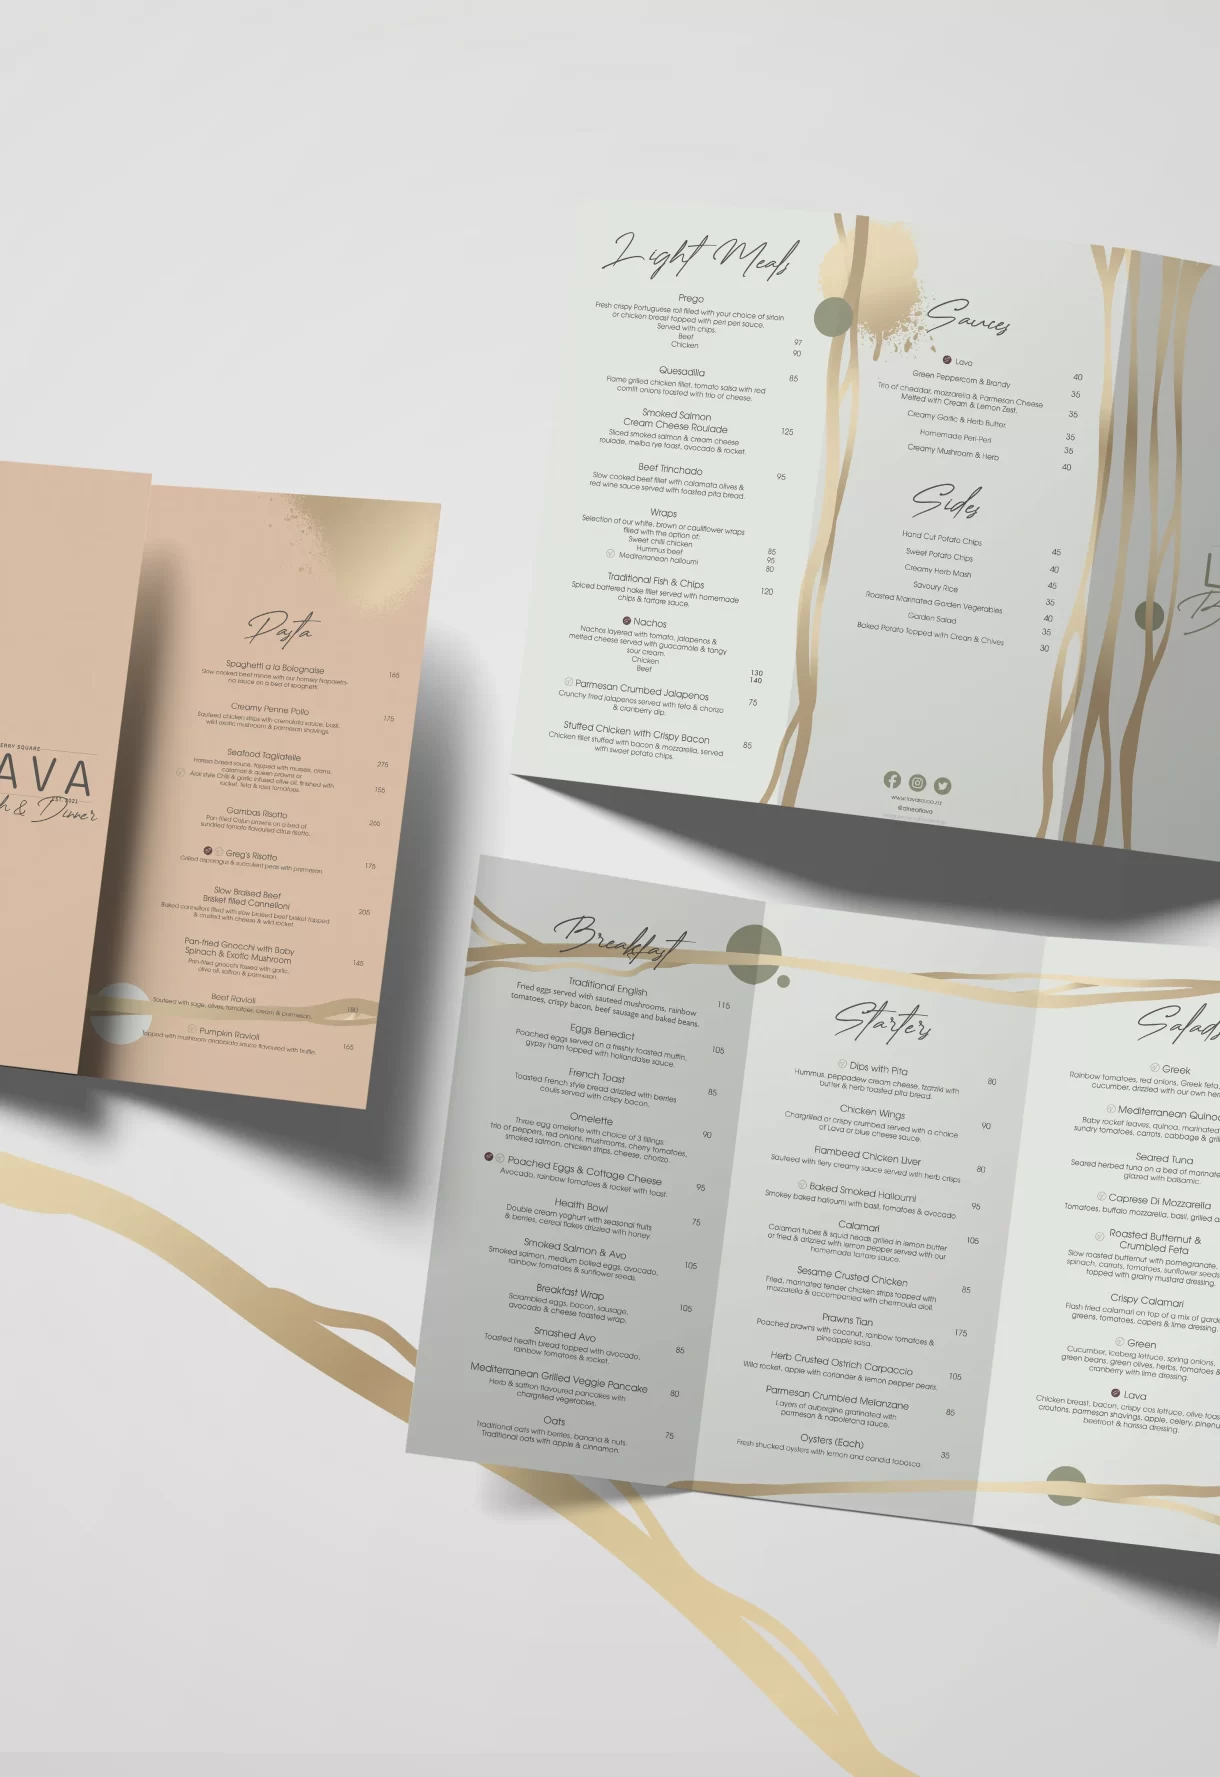 Light Meals
Prego
Fresh crispy Portuguese roll filled with your choice of sirloin
or chicken breast topped with peri peri sauce.
Served with chips.
Beef 97
Chicken 90
Quesadilla 85
Flame grilled chicken fillet, tomato salsa with red
comfit onions toasted with trio of cheese.
Smoked Salmon
Cream Cheese Roulade 125
Sliced smoked salmon & cream cheese
roulade, melba rye toast, avocado & rocket.
Beef Trinchado 95
Slow cooked beef fillet with calamata olives &
red wine sauce served with toasted pita bread.
Wraps
Selection of our white, brown or cauliflower wraps
filled with the option of:
Sweet chilli chicken 85
Hummus beef 95
Mediterranean halloumi 80
Traditional Fish & Chips 120
Spiced battered hake fillet served with homemade
chips & tartare sauce.
Nachos
Nachos layered with tomato, jalapenos &
melted cheese served with guacamole & tangy
sour cream.
Chicken 130
Beef 140
Parmesan Crumbed Jalapenos 75
Crunchy fried jalapenos served with feta & chorizo
& cranberry dip.
Stuffed Chicken with Crispy Bacon 85
Chicken fillet stuffed with bacon & mozzarella, served
with sweet potato chips.
Sauces
Lava 40
Green Peppercorn & Brandy 35
Trio of cheddar, mozzarella & Parmesan Cheese
Melted with Cream & Lemon Zest. 35
Creamy Garlic & Herb Butter 35
Homemade Peri-Peri 35
Creamy Mushroom & Herb 40
Sides
Hand Cut Potato Chips 45
Sweet Potato Chips 40
Creamy Herb Mash 45
Savoury Rice 35
Roasted Marinated Garden Vegetables 40
Garden Salad 35
Baked Potato Topped with Cream & Chives 30
ERRY SQUARE
AVA
EST. 2021
h & Dinner
Pasta
Spaghetti a la Bolognaise 165
Slow cooked beef mince with our homely Napoleta-
na sauce on a bed of spaghetti.
Creamy Penne Pollo 175
Sauteed chicken strips with cremolata sauce, basil,
wild exotic mushroom & parmesan shavings.
Seafood Tagliatelle 275
Harissa based sauce, topped with mussels, clams,
calamari & queen prawns or
Asia style Chilli & garlic infused olive oil, finished with 155
rocket, feta & rosa tomatoes.
Gambas Risotto 265
Pan fried Cajun prawns on a bed of
sundried tomato flavoured citrus risotto.
Greg's Risotto 175
Grilled asparagus & succulent peas with parmesan.
Slow Braised Beef
Brisket filled Cannelloni 205
Baked cannelloni filled with slow braised beef brisket topped
& crusted with cheese & wild rocket
Pan-fried Gnocchi with Baby
Spinach & Exotic Mushroom 145
Pan-fried gnocchi tossed with garlic,
olive oil, saffron & parmesan.
Beef Ravioli 180
Sauteed with sage, olives, tomatoes, cream & parmesan.
Pumpkin Ravioli 165
Topped with mushroom arrabbiata sauce flavoured with truffle.
Breakfast
Traditional English 115
Fried eggs served with sauteed mushrooms, rainbow
tomatoes, crispy bacon, beef sausage and baked beans.
Eggs Benedict 105
Poached eggs served on a freshly toasted muffin,
gypsy ham topped with hollandaise sauce.
French Toast 85
Toasted French style bread drizzled with berries
coulis served with crispy bacon.
Omelette 90
Three egg omelette with choice of 3 fillings:
trio of peppers, red onions, mushrooms, cherry tomatoes,
smoked salmon, chicken strips, cheese, chorizo.
Poached Eggs & Cottage Cheese 95
Avocado, rainbow tomatoes & rocket with toast.
Health Bowl 75
Double cream yoghurt with seasonal fruits
& berries, cereal flakes drizzled with honey.
Smoked Salmon & Avo 105
Smoked salmon, medium boiled eggs, avocado,
rainbow tomatoes & sunflower seeds.
Breakfast Wrap 105
Scrambled eggs, bacon, sausage,
avocado & cheese toasted wrap.
Smashed Avo 85
Toasted health bread topped with avocado,
rainbow tomatoes & rocket.
Mediterranean Grilled Veggie Pancake 80
Herb & saffron flavoured pancakes with
chargrilled vegetables.
Oats 75
Traditional oats with berries, banana & nuts.
Traditional oats with apple & cinnamon.
Starters
Dips with Pita 80
Hummus, peppadew cream cheese, tzatziki with
butter & herb toasted pita bread.
Chicken Wings 90
Chargrilled or crispy crumbed served with a choice
of Lava or blue cheese sauce.
Flambeed Chicken Liver 80
Sauteed with fiery creamy sauce served with herb crisps
Baked Smoked Halloumi 95
Smokey baked halloumi with basil, tomatoes & avocado
Calamari 105
Calamari tubes & squid heads grilled in lemon butter
or fried & drizzled with lemon pepper served with our
homemade tartare sauce.
Sesame Crusted Chicken 85
Fried, marinated tender chicken strips topped with
mozzarella & accompanied with chermoula aioli.
Prawns Tian 175
Poached prawns with coconut, rainbow tomatoes &
pineapple salsa.
Herb Crusted Ostrich Carpaccio 105
Wild rocket, apple with coriander & lemon pepper pearls.
Parmesan Crumbled Melanzane 85
Layers of aubergine gratinated with
parmesan & napoletana sauce.
Oysters (Each) 35
Fresh shucked oysters with lemon and candid tobasco.
Salads
Greek
Rainbow tomatoes, red onions, Greek feta,
cucumber, drizzled with our own her
Mediterranean Quinoa
Baby rocket leaves, quinoa, marinated
sundry tomatoes, carrots, cabbage & gril
Seared Tuna
Seared herbed tuna on a bed of marinate
glazed with balsamic.
Caprese Di Mozzarella
Tomatoes, buffalo mozzarella, basil, grilled a
Roasted Butternut &
Crumbled Feta
Slow roasted butternut with pomegranate,
spinach, carrots, tomatoes, sunflower seeds
topped with grainy mustard dressing.
Crispy Calamari
Flash fried calamari on top of a mix of garde
greens, tomatoes, capers & lime dressing.
Green
Cucumber, iceberg lettuce, spring onions,
green beans, green olives, herbs, tomatoes &
cranberry with lime dressing.
Lava
Chicken breast, bacon, crispy cos lettuce, olive toas
croutons, parmesan shavings, apple, celery, pinenu
beetroot & harissa dressing.